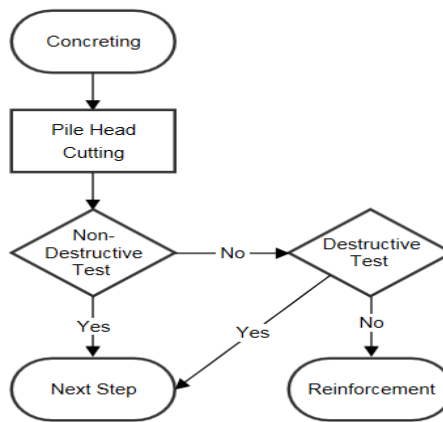 Concreting
Pile Head
Cutting
Non-
Destructive
Test
No
Destructive
Test
Yes
Yes
No
Next Step
Reinforcement